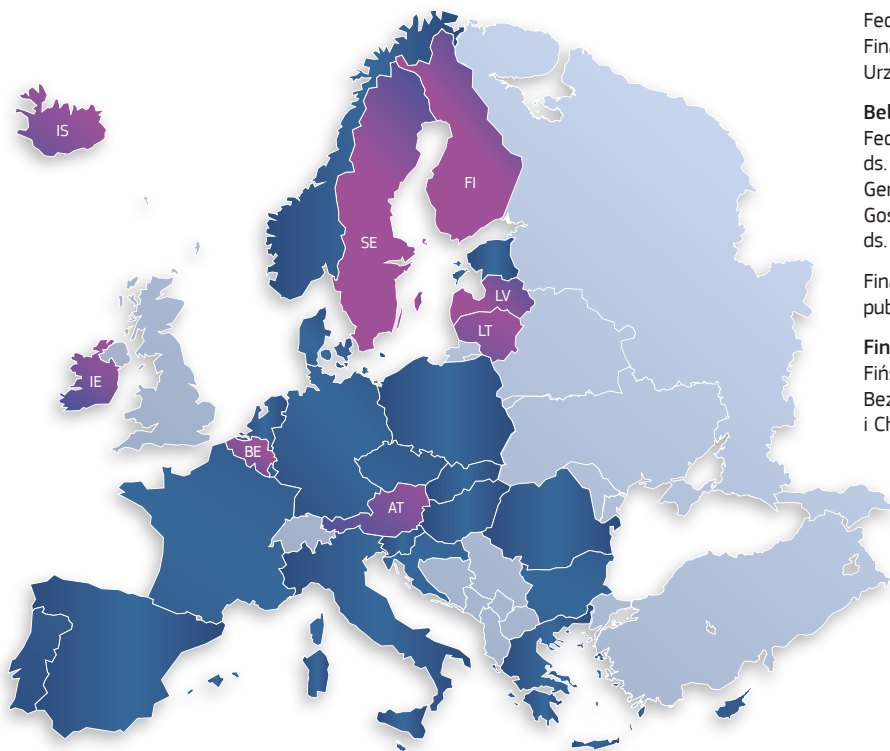 IS
FI
SE
LV
LT
IE
BE
AT
Fed
Fina
Urz
Bel
Fed
ds.
Ger
Gos
ds.
Fina
pub
Fin
Fińs
Bez
i Ch